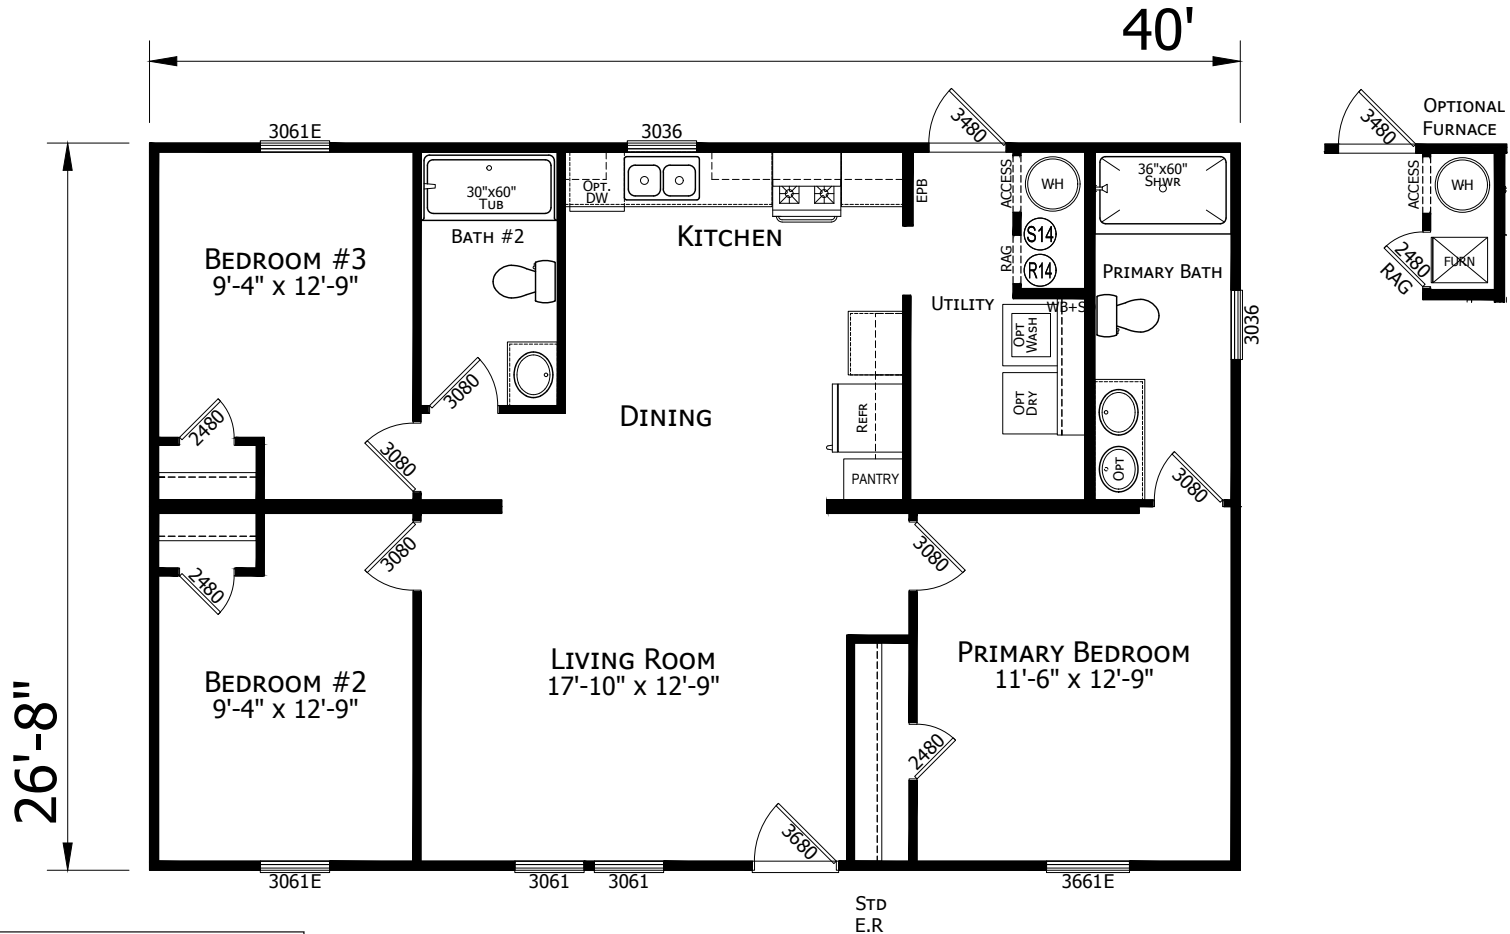 40'
3480
OPTIONAL
FURNACE
3061E
3036
3480
30"x60"
TUB
OPT.
DW
EPB
ACCESS
WH
36"x60"
SHWR
ACCESS
WH
BATH #2
KITCHEN
S14
RAG
R14
PRIMARY BATH
2480
RAG
FURN
BEDROOM #3
9'-4" X 12'-9"
UTILITY
OPT
WASH
3036
3080
DINING
REFR
OPT
DRY
2480
3080
PANTRY
OPT
3080
3080
3080
2480
26'-8"
BEDROOM #2
9'-4" X 12'-9"
LIVING ROOM
17'-10" X 12'-9"
PRIMARY BEDROOM
11'-6" X 12'-9"
2480
3680
3061E
3061
3061
3661E
STD
E.R